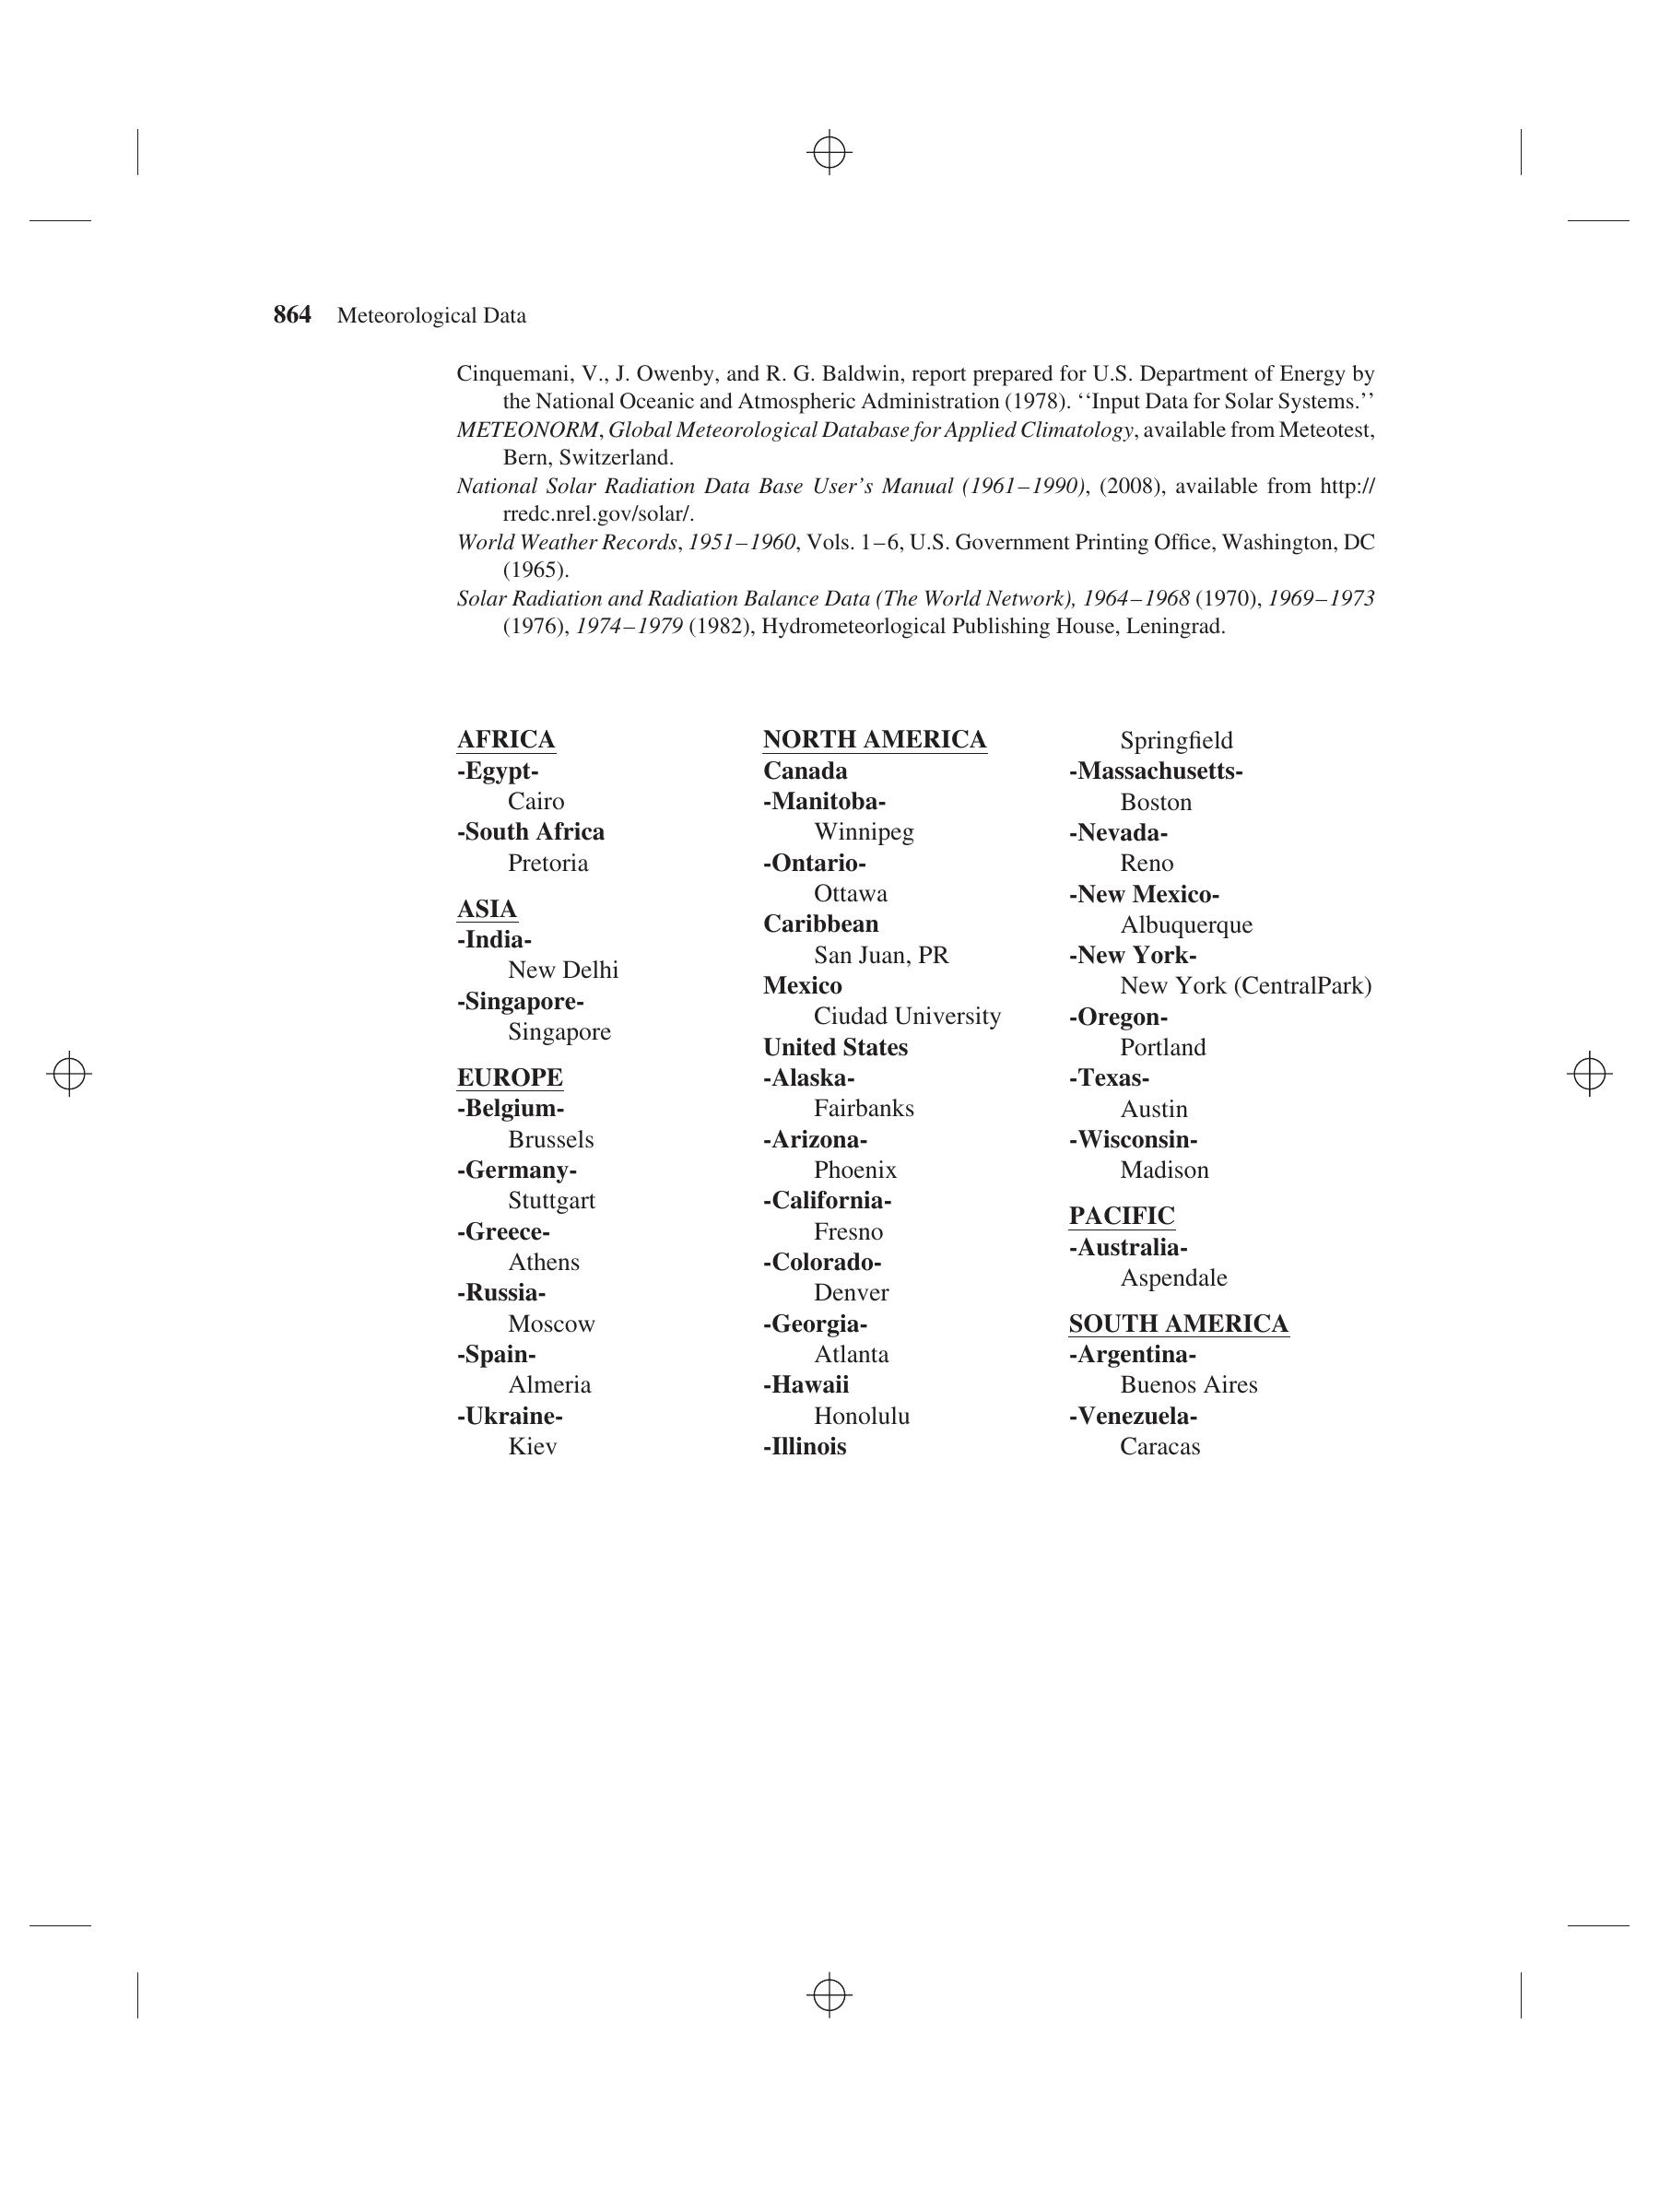 864 Meteorological Data
Cinquemani, V., J. Owenby, and R. G. Baldwin, report prepared for U.S. Department of Energy by
the National Oceanic and Atmospheric Administration (1978). ‘‘Input Data for Solar Systems.’’
METEONORM, Global Meteorological Database for Applied Climatology, available from Meteotest,
Bern, Switzerland.
National Solar Radiation Data Base User’s Manual (1961–1990), (2008), available from http://
rredc.nrel.gov/solar/.
World Weather Records, 1951–1960, Vols. 1–6, U.S. Government Printing Office, Washington, DC
(1965).
Solar Radiation and Radiation Balance Data (The World Network), 1964–1968 (1970), 1969–1973
(1976), 1974–1979 (1982), Hydrometeorlogical Publishing House, Leningrad.
AFRICA
-Egypt-
Cairo
-South Africa
Pretoria
ASIA
-India-
New Delhi
-Singapore-
Singapore
EUROPE
-Belgium-
Brussels
-Germany-
Stuttgart
-Greece-
Athens
-Russia-
Moscow
-Spain-
Almeria
-Ukraine-
Kiev
NORTH AMERICA
Canada
-Manitoba-
Winnipeg
-Ontario-
Ottawa
Caribbean
San Juan, PR
Mexico
Ciudad University
United States
-Alaska-
Fairbanks
-Arizona-
Phoenix
-California-
Fresno
-Colorado-
Denver
-Georgia-
Atlanta
-Hawaii
Honolulu
-Illinois
Springfield
-Massachusetts-
Boston
-Nevada-
Reno
-New Mexico-
Albuquerque
-New York-
New York (CentralPark)
-Oregon-
Portland
-Texas-
Austin
-Wisconsin-
Madison
PACIFIC
-Australia-
Aspendale
SOUTH AMERICA
-Argentina-
Buenos Aires
-Venezuela-
Caracas